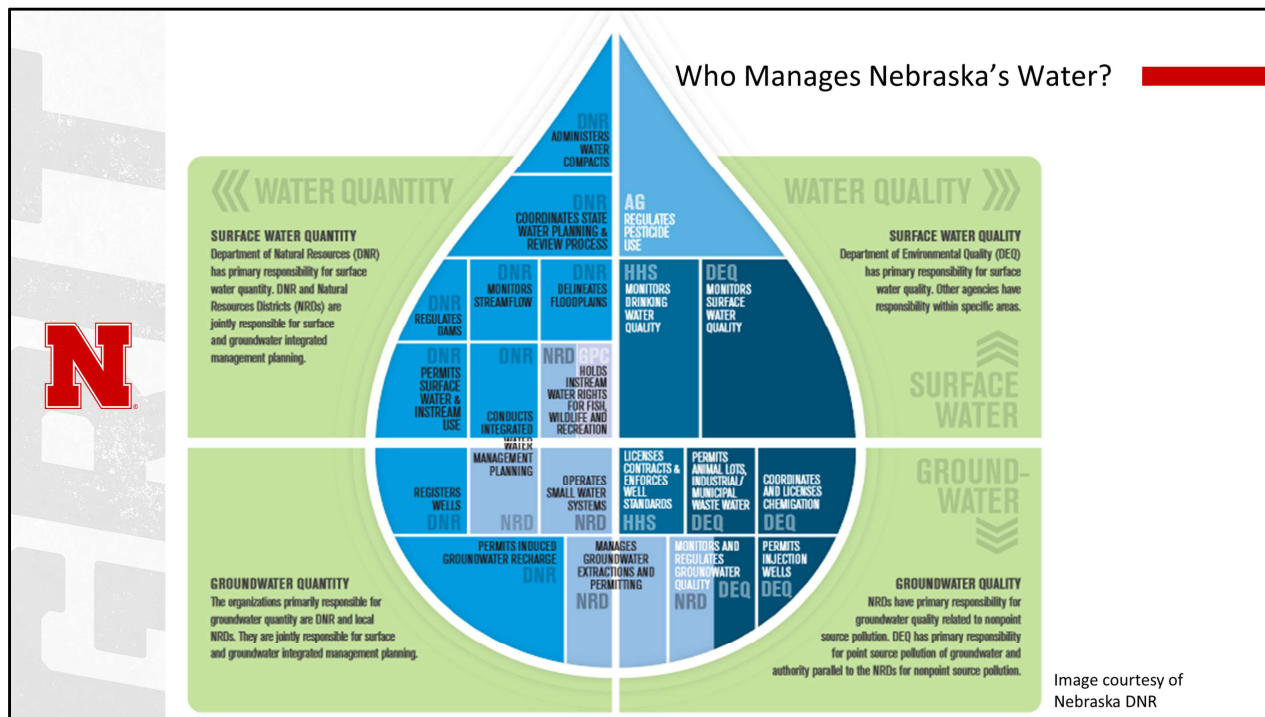 Who Manages Nebraska's Water?
WATER QUANTITY
SURFACE WATER QUANTITY
Department of Natural Resources (DNR)
has primary responsibility for surface
water quantity. DNR and Natural
Resources Districts (NRDs) are
jointly responsible for surface
and groundwater integrated
management planning.
DNR
ADMINISTERS
WATER
COMPACTS
DNR
COORDINATES STATE
WATER PLANNING &
REVIEW PROCESS
DNR
REGULATES
DAMS
DNR
MONITORS
STREAMFLOW
DNR
DELINEATES
FLOODPLAINS
DNR
PERMITS
SURFACE
WATER &
INSTREAM
USE
DNR
CONDUCTS
INTEGRATED
WATER
MANAGEMENT
PLANNING
NRD
NRD GPC
HOLDS
INSTREAM
WATER RIGHTS
FOR FISH,
WILDLIFE AND
RECREATION
WATER QUALITY
SURFACE WATER QUALITY
Department of Environmental Quality (DEQ)
has primary responsibility for surface
water quality. Other agencies have
responsibility within specific areas.
SURFACE
WATER
AG
REGULATES
PESTICIDE
USE
HHS
MONITORS
DRINKING
WATER
QUALITY
DEQ
MONITORS
SURFACE
WATER
QUALITY
REGISTERS
WELLS
DNR
OPERATES
SMALL WATER
SYSTEMS
NRD
LICENSES
CONTRACTS &
ENFORCES
WELL
STANDARDS
HHS
PERMITS
ANIMAL LOTS,
INDUSTRIAL/
MUNICIPAL
WASTE WATER
DEQ
COORDINATES
AND LICENSES
CHEMIGATION
DEQ
PERMITS INDUCED
GROUNDWATER RECHARGE
DNR
MANAGES
GROUNDWATER
EXTRACTIONS AND
PERMITTING
NRD
MONITORS AND
REGULATES
GROUNDWATER
QUALITY
NRD DEQ
PERMITS
INJECTION
WELLS
DEQ
GROUND-
WATER
GROUNDWATER QUANTITY
The organizations primarily responsible for
groundwater quantity are DNR and local
NRDs. They are jointly responsible for surface
and groundwater integrated management planning.
GROUNDWATER QUALITY
NRDs have primary responsibility for
groundwater quality related to nonpoint
source pollution. DEQ has primary responsibility
for point source pollution of groundwater and
authority parallel to the NRDs for nonpoint source pollution.
Image courtesy of
Nebraska DNR
N